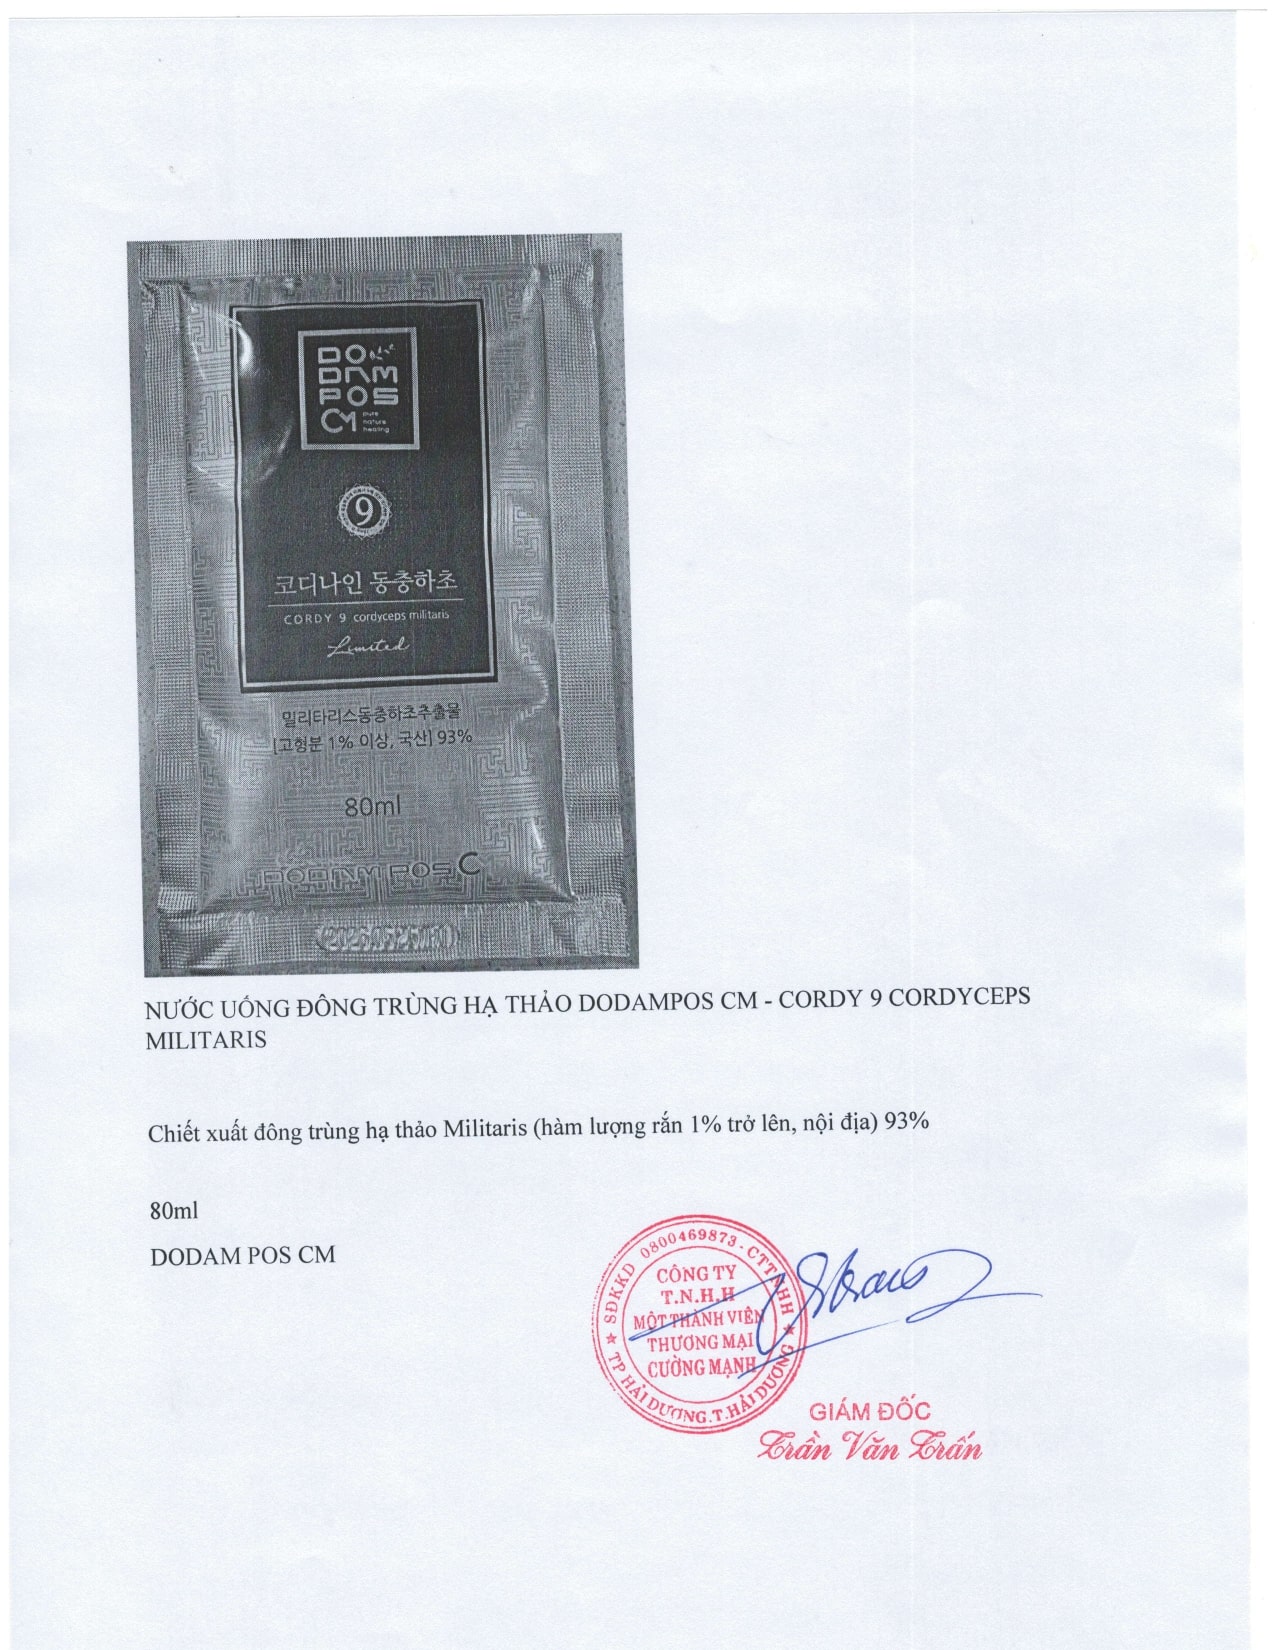 DO
DAM
POS
CM pure
nature
healing
9
코디나인 동충하초
CORDY 9 cordyceps militaris
Limited
밀리타리스동충하초추출물
[고형분 1% 이상, 국산] 93%
80ml
DODAM POS C
NƯỚC UỐNG ĐÔNG TRÙNG HẠ THẢO DODAMPOS CM - CORDY 9 CORDYCEPS
MILITARIS
Chiết xuất đông trùng hạ thảo Militaris (hàm lượng rắn 1% trở lên, nội địa) 93%
80ml
DODAM POS CM
SĐKKD 0800469873 - CTTNHH
CÔNG TY
T.N.H.H
MỘT THÀNH VIÊN
THƯƠNG MẠI
CƯỜNG MẠNH
TP HẢI DƯƠNG.T.HẢI DƯƠNG
GIÁM ĐỐC
Trần Văn Trấn